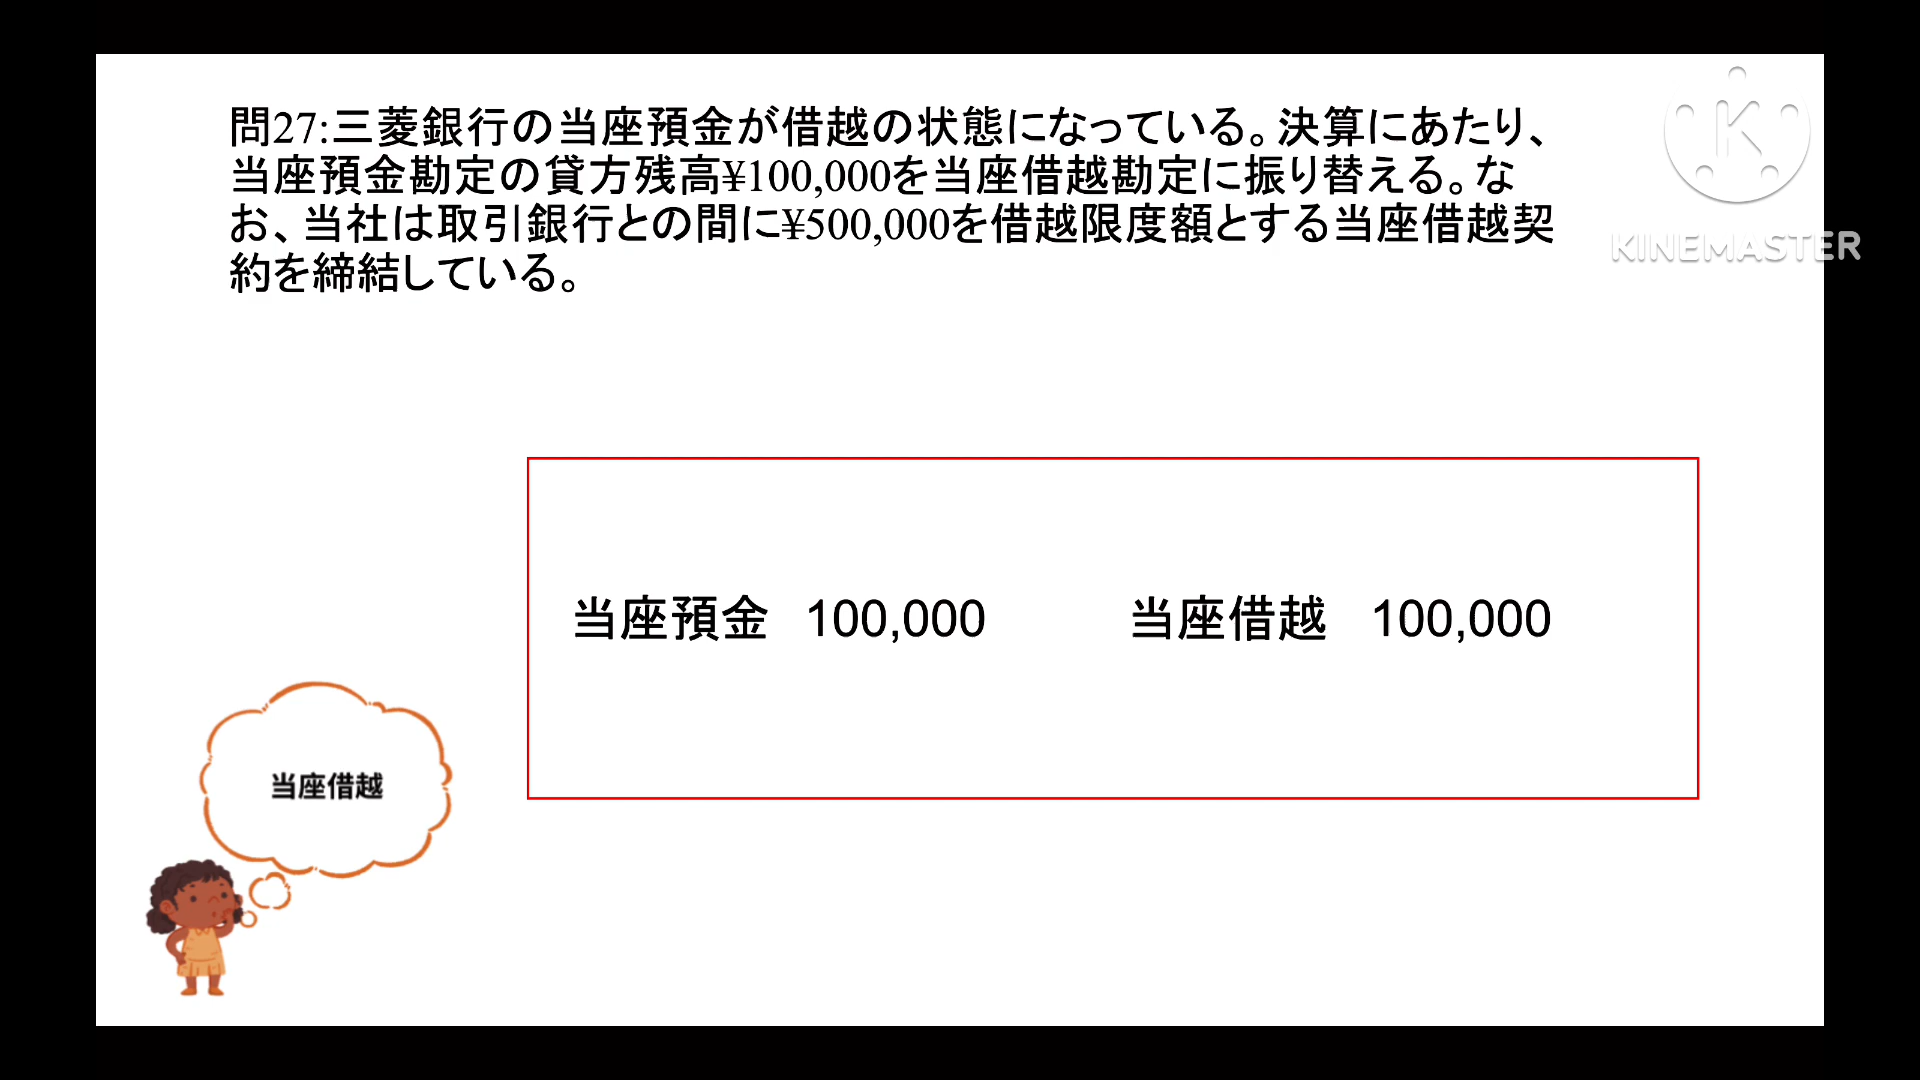 問27:三菱銀行の当座預金が借越の状態になっている。決算にあたり、
当座預金勘定の貸方残高¥100,000を当座借越勘定に振り替える。な
お、当社は取引銀行との間に¥500,000を借越限度額とする当座借越契
約を締結している。
K
KINEMASTER
当座預金 100,000 当座借越 100,000
当座借越